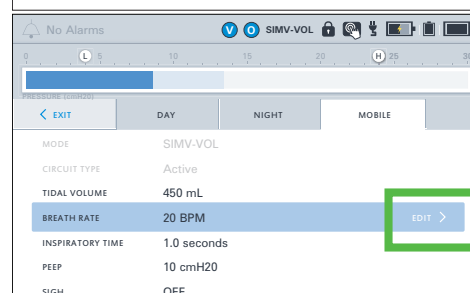 No Alarms V O SIMV-VOL
0 L 5 10 15 20 H 25 30
PRESSURE (cmH20)
< EXIT DAY NIGHT MOBILE
MODE SIMV-VOL
CIRCUIT TYPE Active
TIDAL VOLUME 450 mL
BREATH RATE 20 BPM EDIT >
INSPIRATORY TIME 1.0 seconds
PEEP 10 cmH20
SIGH OFF